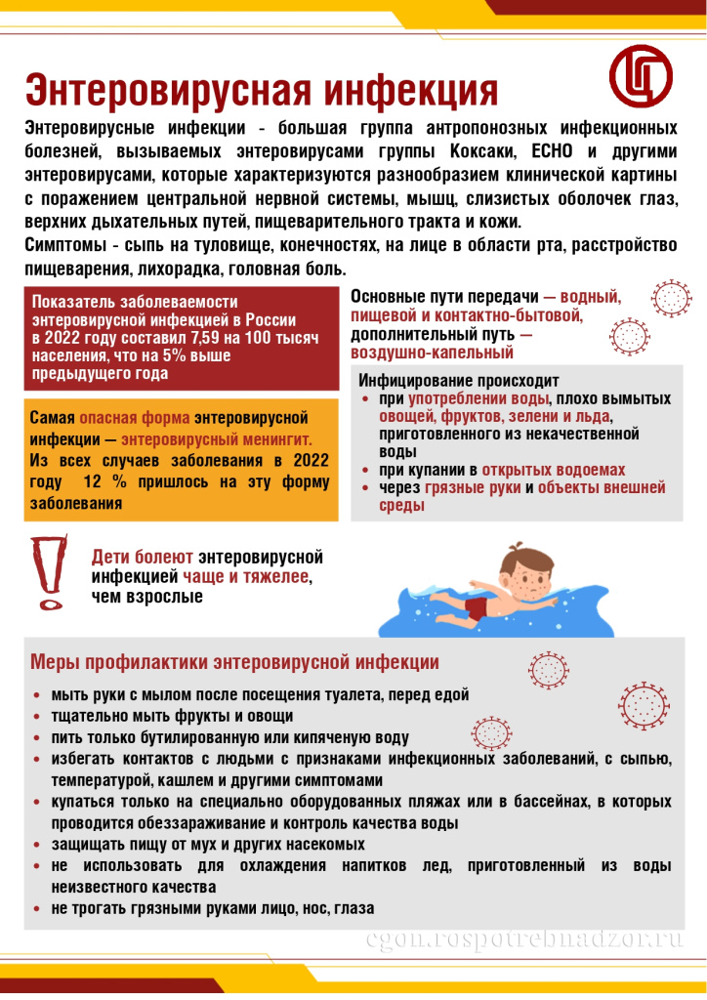 Энтеровирусная инфекция
Энтеровирусные инфекции - большая группа антропонозных инфекционных
болезней, вызываемых энтеровирусами группы Коксаки, ECHO и другими
энтеровирусами, которые характеризуются разнообразием клинической картины
с поражением центральной нервной системы, мышц, слизистых оболочек глаз,
верхних дыхательных путей, пищеварительного тракта и кожи.
Симптомы - сыпь на туловище, конечностях, на лице в области рта, расстройство
пищеварения, лихорадка, головная боль.
Показатель заболеваемости
энтеровирусной инфекцией в России
в 2022 году составил 7,59 на 100 тысяч
населения, что на 5% выше
предыдущего года
Самая опасная форма энтеровирусной
инфекции — энтеровирусный менингит.
Из всех случаев заболевания в 2022
году 12 % пришлось на эту форму
заболевания
Основные пути передачи — водный,
пищевой и контактно-бытовой,
дополнительный путь —
воздушно-капельный
Инфицирование происходит
• при употреблении воды, плохо вымытых
овощей, фруктов, зелени и льда,
приготовленного из некачественной
воды
• при купании в открытых водоемах
• через грязные руки и объекты внешней
среды
Дети болеют энтеровирусной
инфекцией чаще и тяжелее,
чем взрослые
Меры профилактики энтеровирусной инфекции
• мыть руки с мылом после посещения туалета, перед едой
• тщательно мыть фрукты и овощи
• пить только бутилированную или кипяченую воду
• избегать контактов с людьми с признаками инфекционных заболеваний, с сыпью,
температурой, кашлем и другими симптомами
• купаться только на специально оборудованных пляжах или в бассейнах, в которых
проводится обеззараживание и контроль качества воды
• защищать пищу от мух и других насекомых
• не использовать для охлаждения напитков лед, приготовленный из воды
неизвестного качества
• не трогать грязными руками лицо, нос, глаза
cgon.rospotrebnadzor.ru